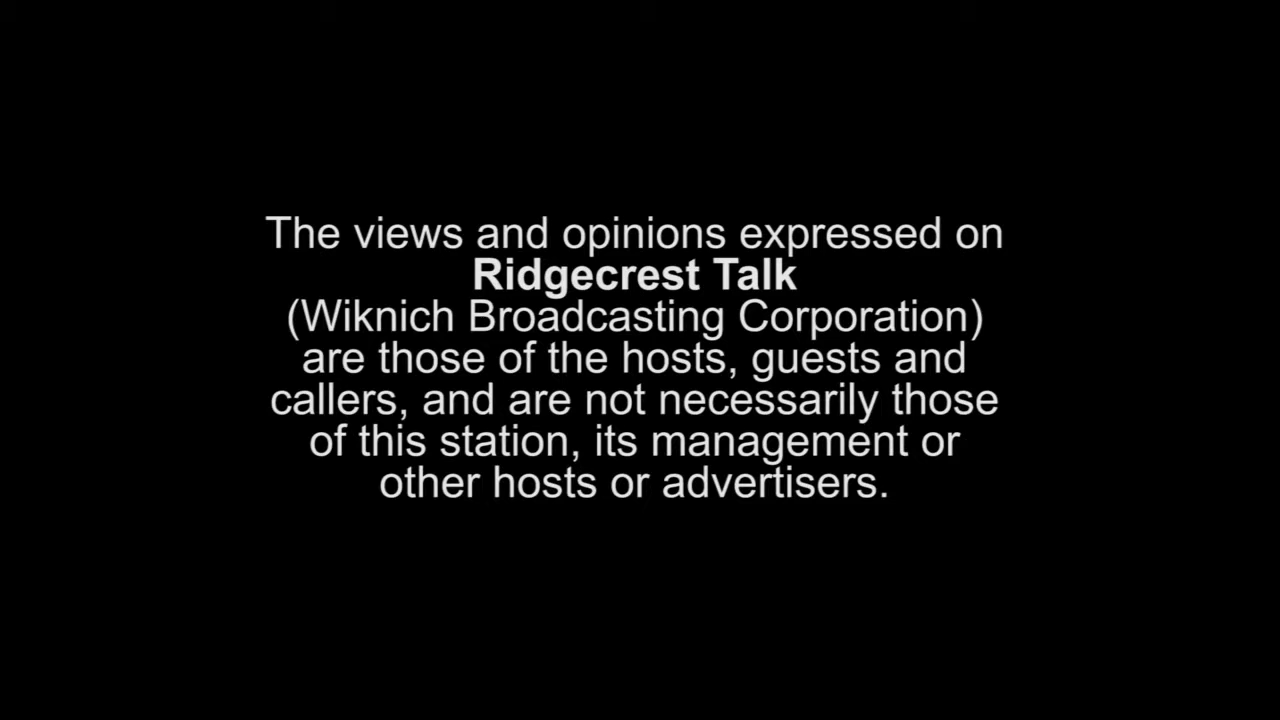 The views and opinions expressed on
Ridgecrest Talk
(Wiknich Broadcasting Corporation)
are those of the hosts, guests and
callers, and are not necessarily those
of this station, its management or
other hosts or advertisers.